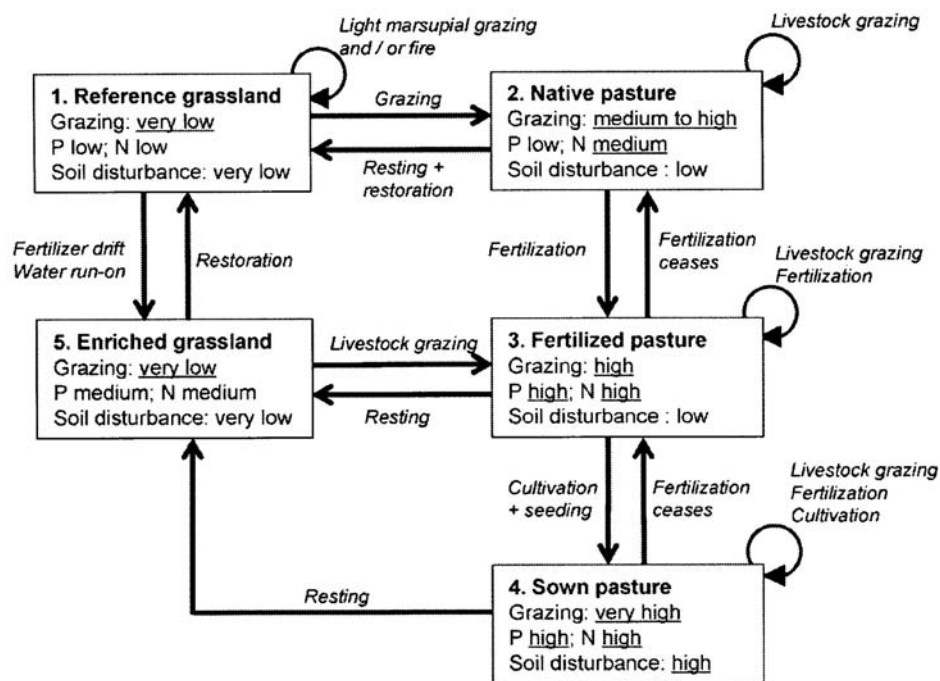 Light marsupial grazing
and / or fire
Livestock grazing
1. Reference grassland
Grazing: very low
P low; N low
Soil disturbance: very low
Grazing
Resting +
restoration
2. Native pasture
Grazing: medium to high
P low; N medium
Soil disturbance : low
Fertilizer drift
Water run-on
Restoration
Fertilization
Fertilization
ceases
Livestock grazing
Fertilization
5. Enriched grassland
Grazing: very low
P medium; N medium
Soil disturbance: very low
Livestock grazing
Resting
3. Fertilized pasture
Grazing: high
P high; N high
Soil disturbance : low
Cultivation
+ seeding
Fertilization
ceases
Livestock grazing
Fertilization
Cultivation
Resting
4. Sown pasture
Grazing: very high
P high; N high
Soil disturbance: high